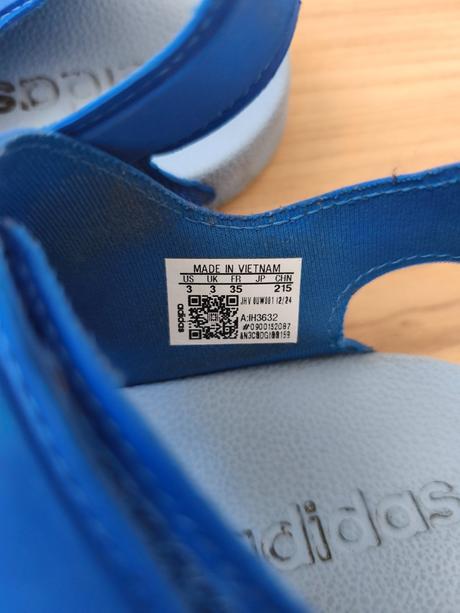 adidas
MADE IN VIETNAM
US UK FR JP CHN
3 3 35 215
adidas
JHV 12/24
A:IH3632
0900152087
adidas